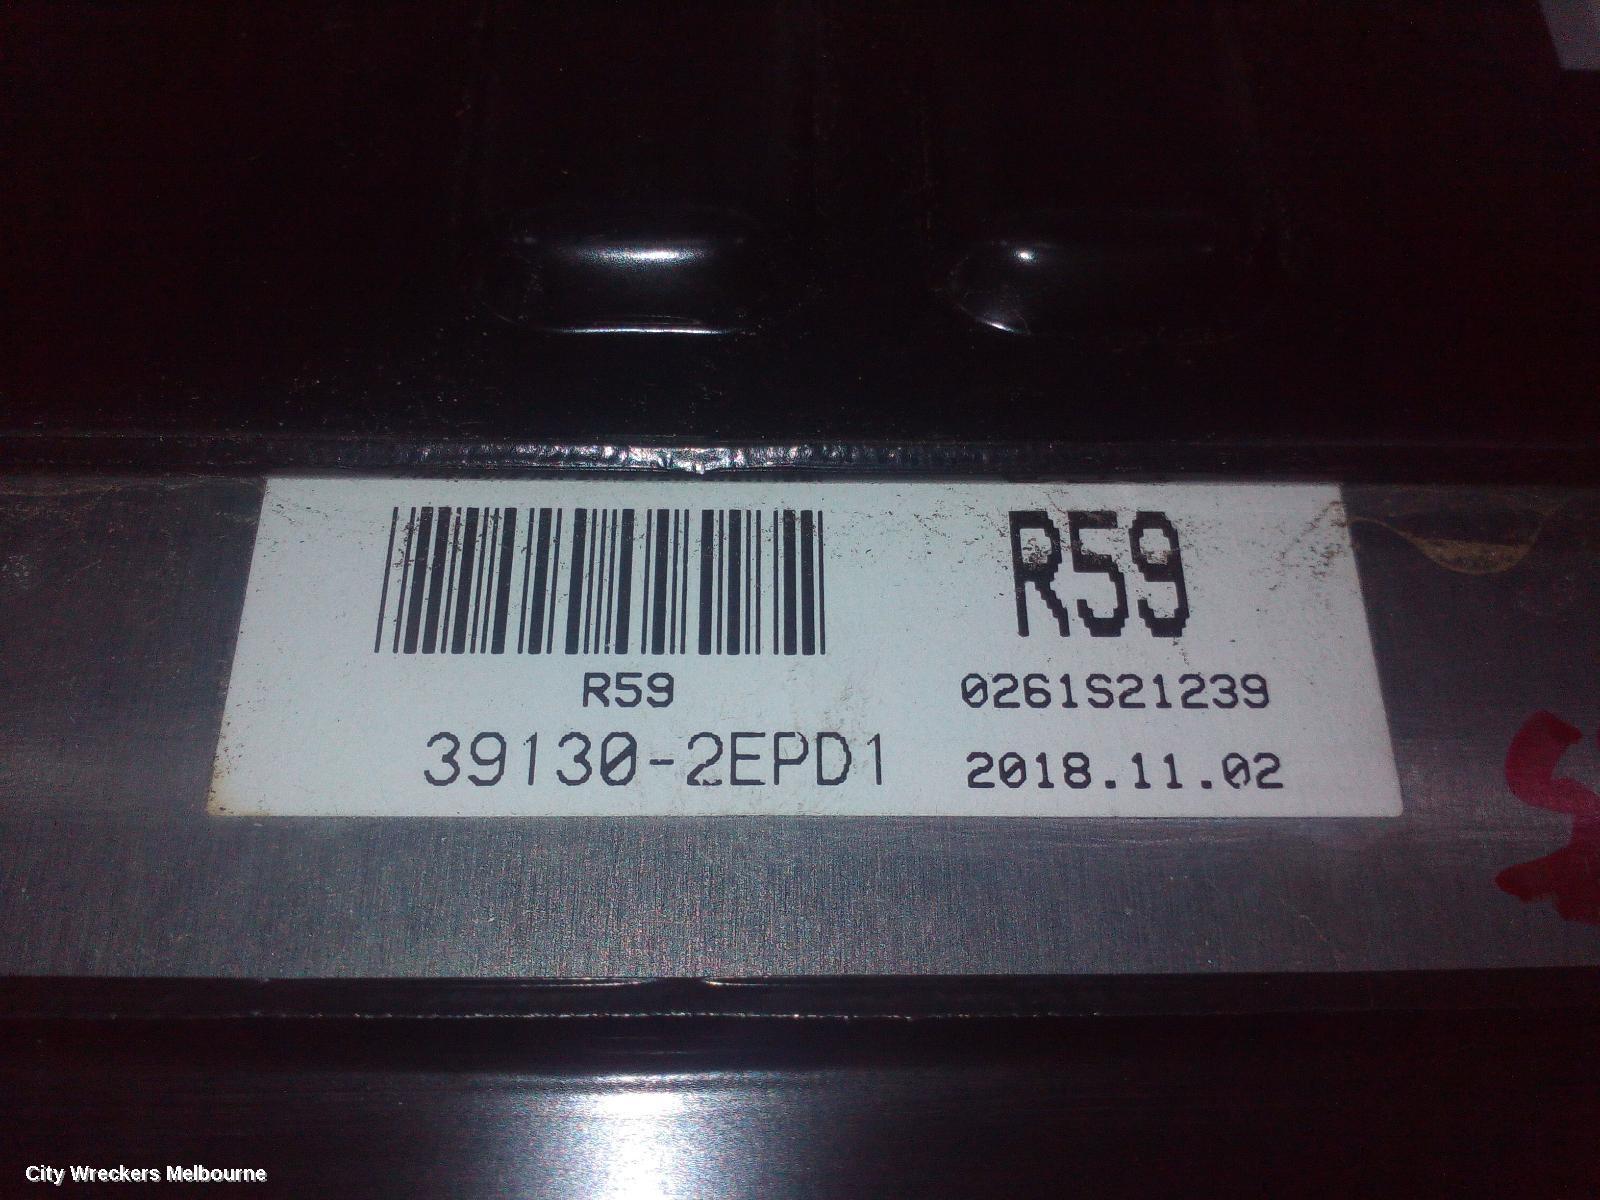 R59
R59
0261S21239
39130-2EPD1
2018.11.02
City Wreckers Melbourne